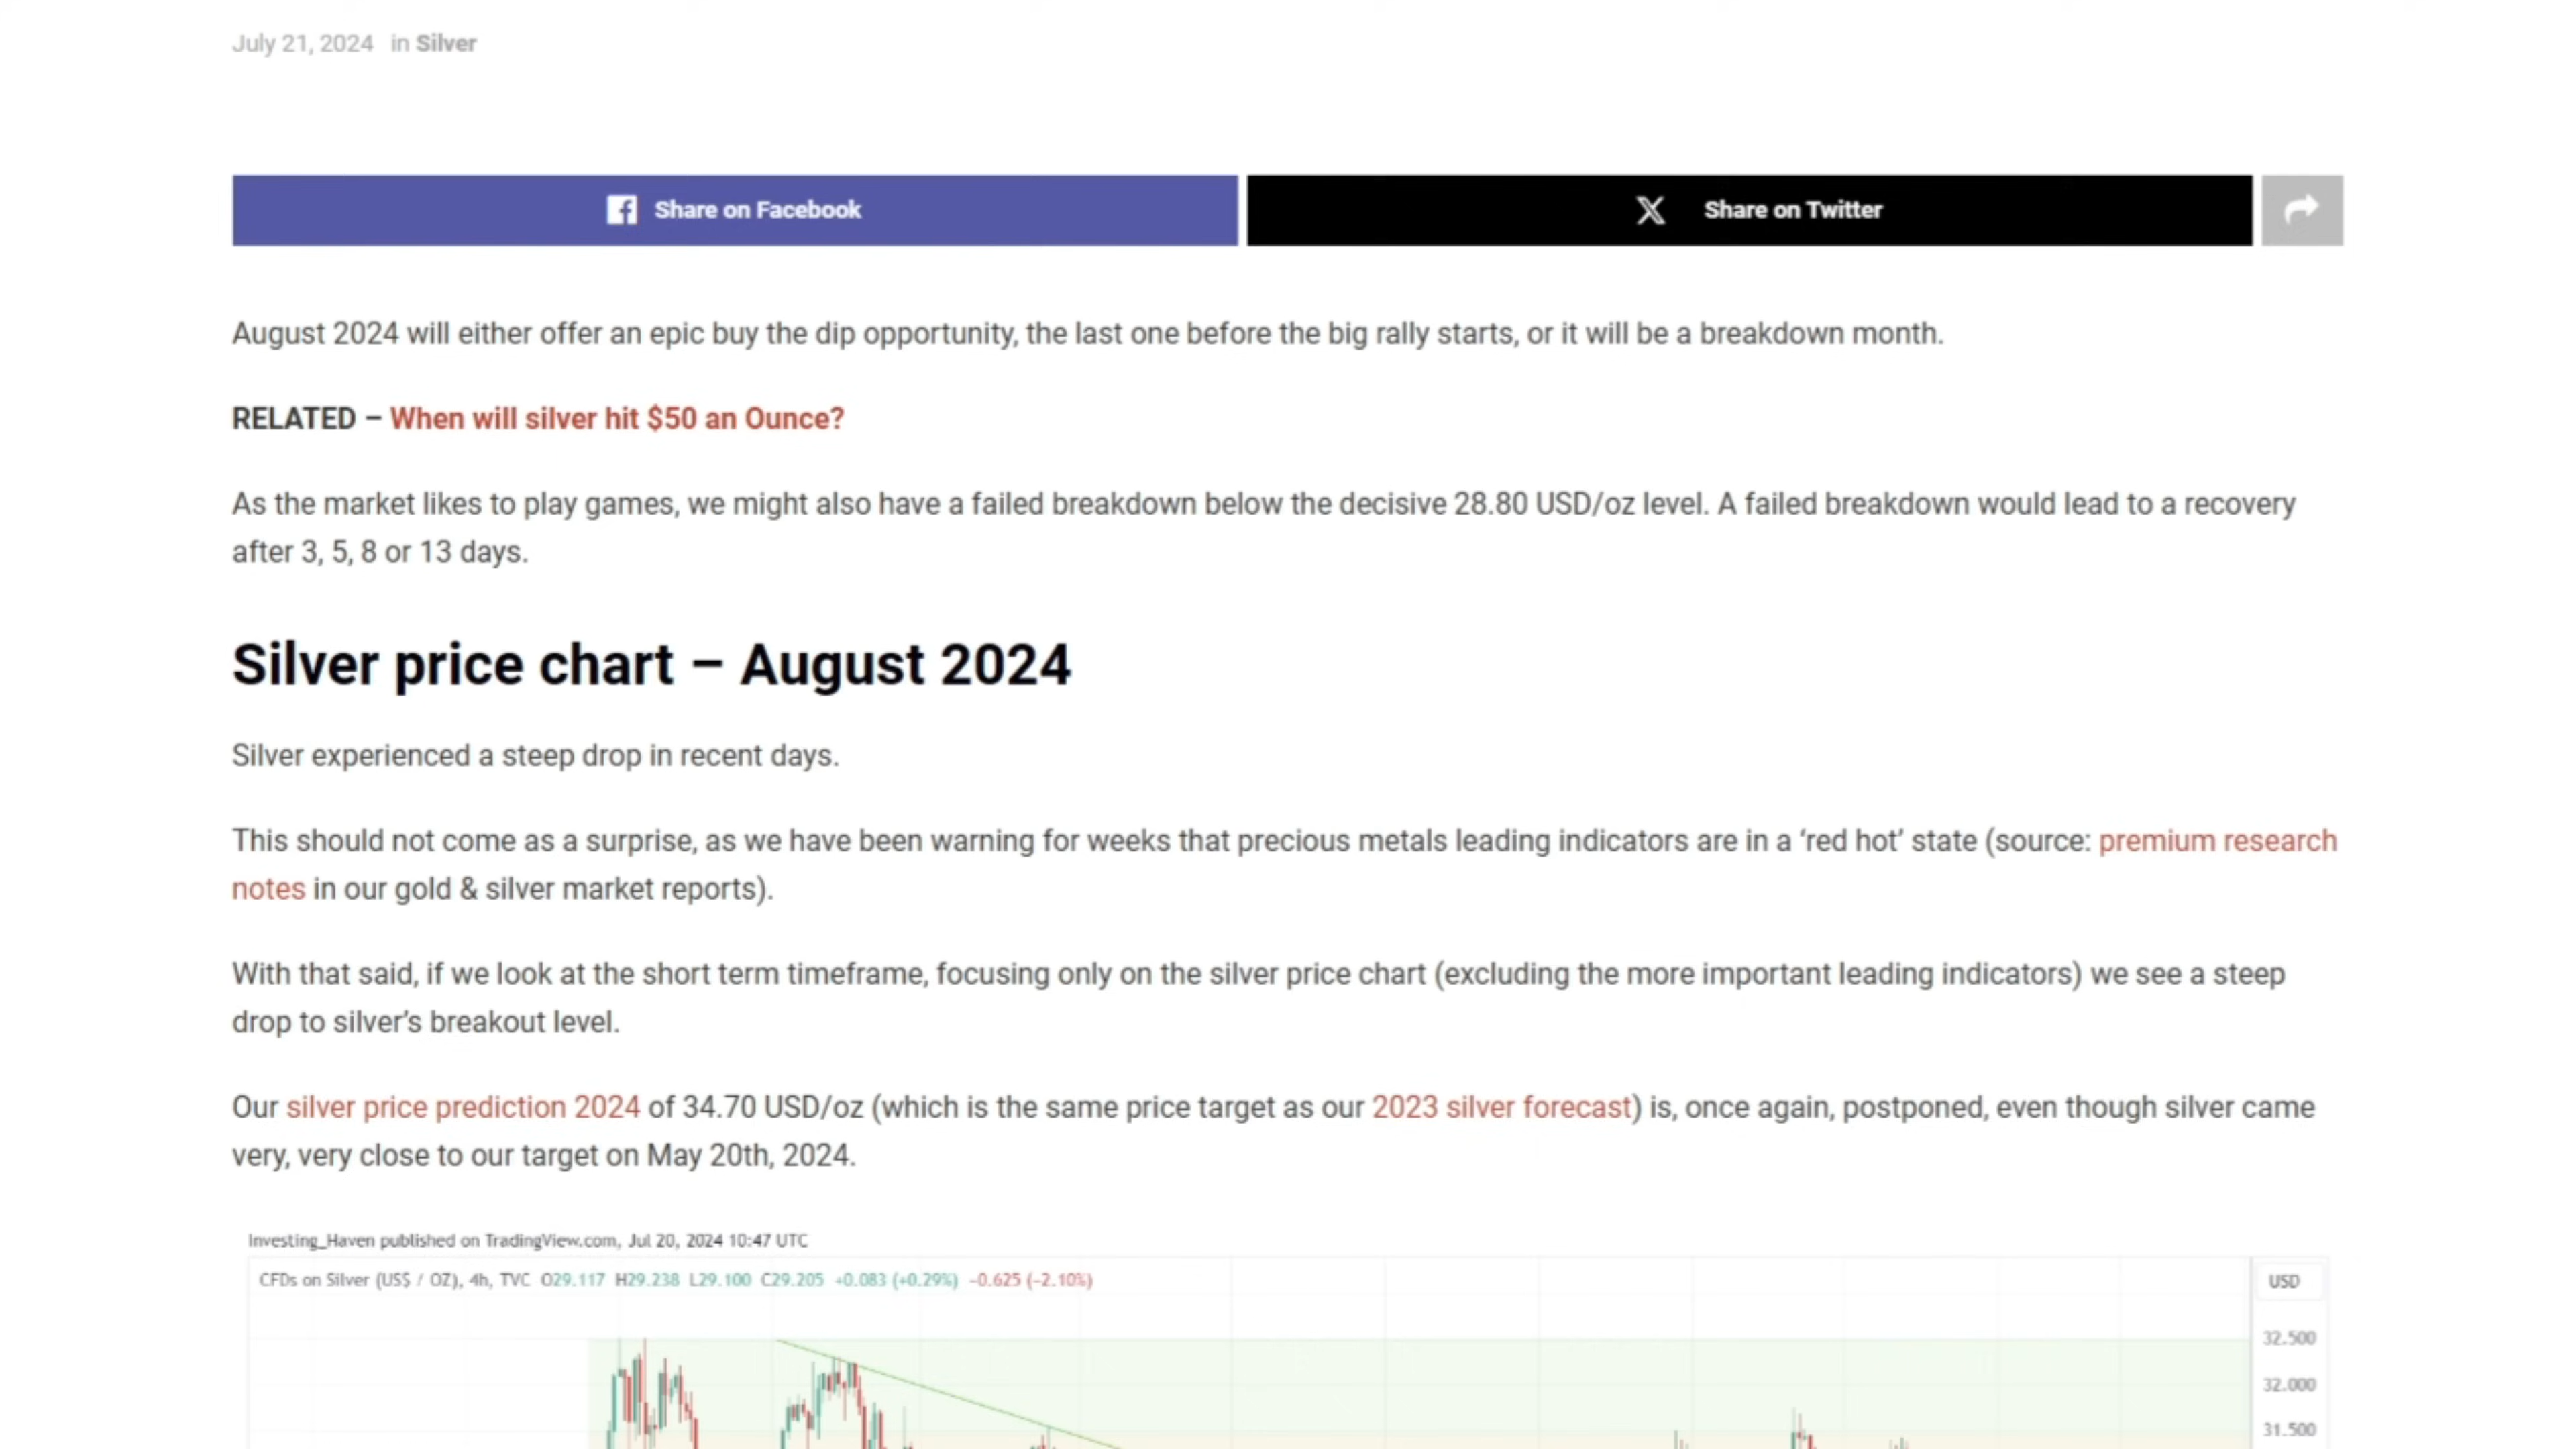 July 21, 2024 in Silver
Share on Facebook
Share on Twitter
August 2024 will either offer an epic buy the dip opportunity, the last one before the big rally starts, or it will be a breakdown month.
RELATED – When will silver hit $50 an Ounce?
As the market likes to play games, we might also have a failed breakdown below the decisive 28.80 USD/oz level. A failed breakdown would lead to a recovery
after 3, 5, 8 or 13 days.
Silver price chart – August 2024
Silver experienced a steep drop in recent days.
This should not come as a surprise, as we have been warning for weeks that precious metals leading indicators are in a ‘red hot’ state (source: premium research
notes in our gold & silver market reports).
With that said, if we look at the short term timeframe, focusing only on the silver price chart (excluding the more important leading indicators) we see a steep
drop to silver’s breakout level.
Our silver price prediction 2024 of 34.70 USD/oz (which is the same price target as our 2023 silver forecast) is, once again, postponed, even though silver came
very, very close to our target on May 20th, 2024.
Investing_Haven published on TradingView.com, Jul 20, 2024 10:47 UTC
CFDs on Silver (US$ / OZ), 4h, TVC O29.117 H29.238 L29.100 C29.205 +0.083 (+0.29%) −0.625 (−2.10%)
USD
32.500
32.000
31.500